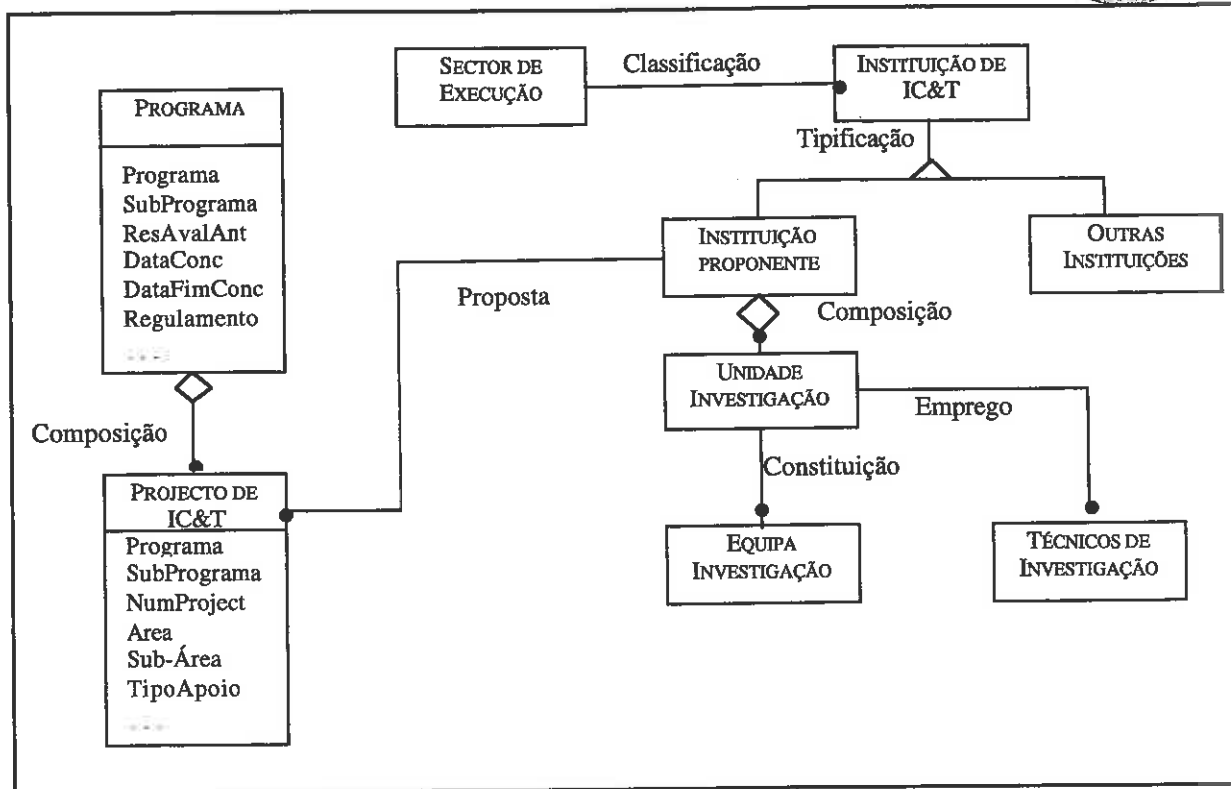 SECTOR DE
EXECUÇÃO
Classificação
INSTITUIÇÃO DE
IC&T
Tipificação
PROGRAMA
Programa
SubPrograma
ResAvalAnt
DataConc
DataFimConc
Regulamento
...
INSTITUIÇÃO
PROPONENTE
OUTRAS
INSTITUIÇÕES
Proposta
Composição
UNIDADE
INVESTIGAÇÃO
Emprego
Composição
Constituição
PROJECTO DE
IC&T
Programa
SubPrograma
NumProject
Area
Sub-Área
TipoApoio
...
EQUIPA
INVESTIGAÇÃO
TÉCNICOS DE
INVESTIGAÇÃO